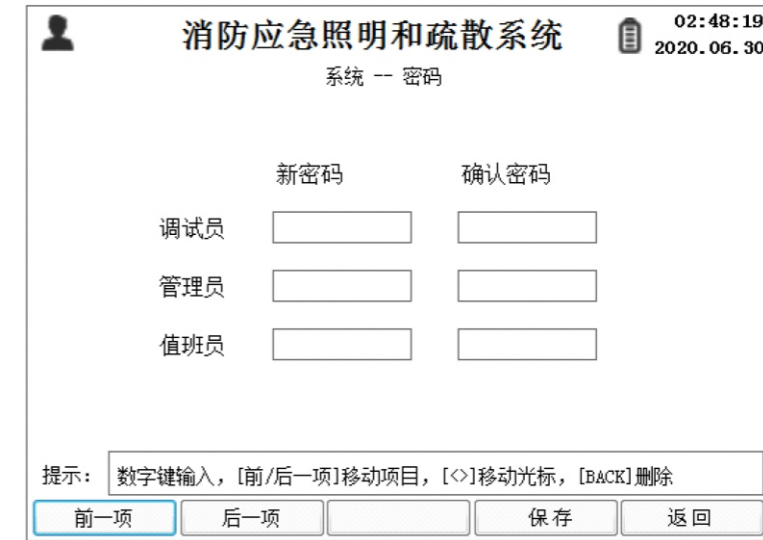 消防应急照明和疏散系统
02:48:19
2020.06.30
系统 -- 密码
新密码 确认密码
调试员
管理员
值班员
提示： 数字键输入，[前/后一项]移动项目，[<>]移动光标，[BACK]删除
前一项 后一项 保存 返回